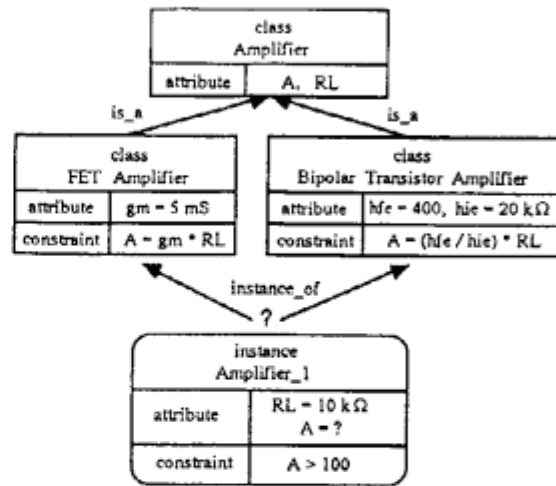 class
Amplifier
attribute A, RL
is_a is_a
class
FET Amplifier
attribute gm = 5 mS
constraint A = gm * RL
class
Bipolar Transistor Amplifier
attribute hfe = 400, hie = 20 kΩ
constraint A = (hfe / hie) * RL
instance_of
?
instance
Amplifier_1
attribute RL = 10 kΩ
A = ?
constraint A > 100